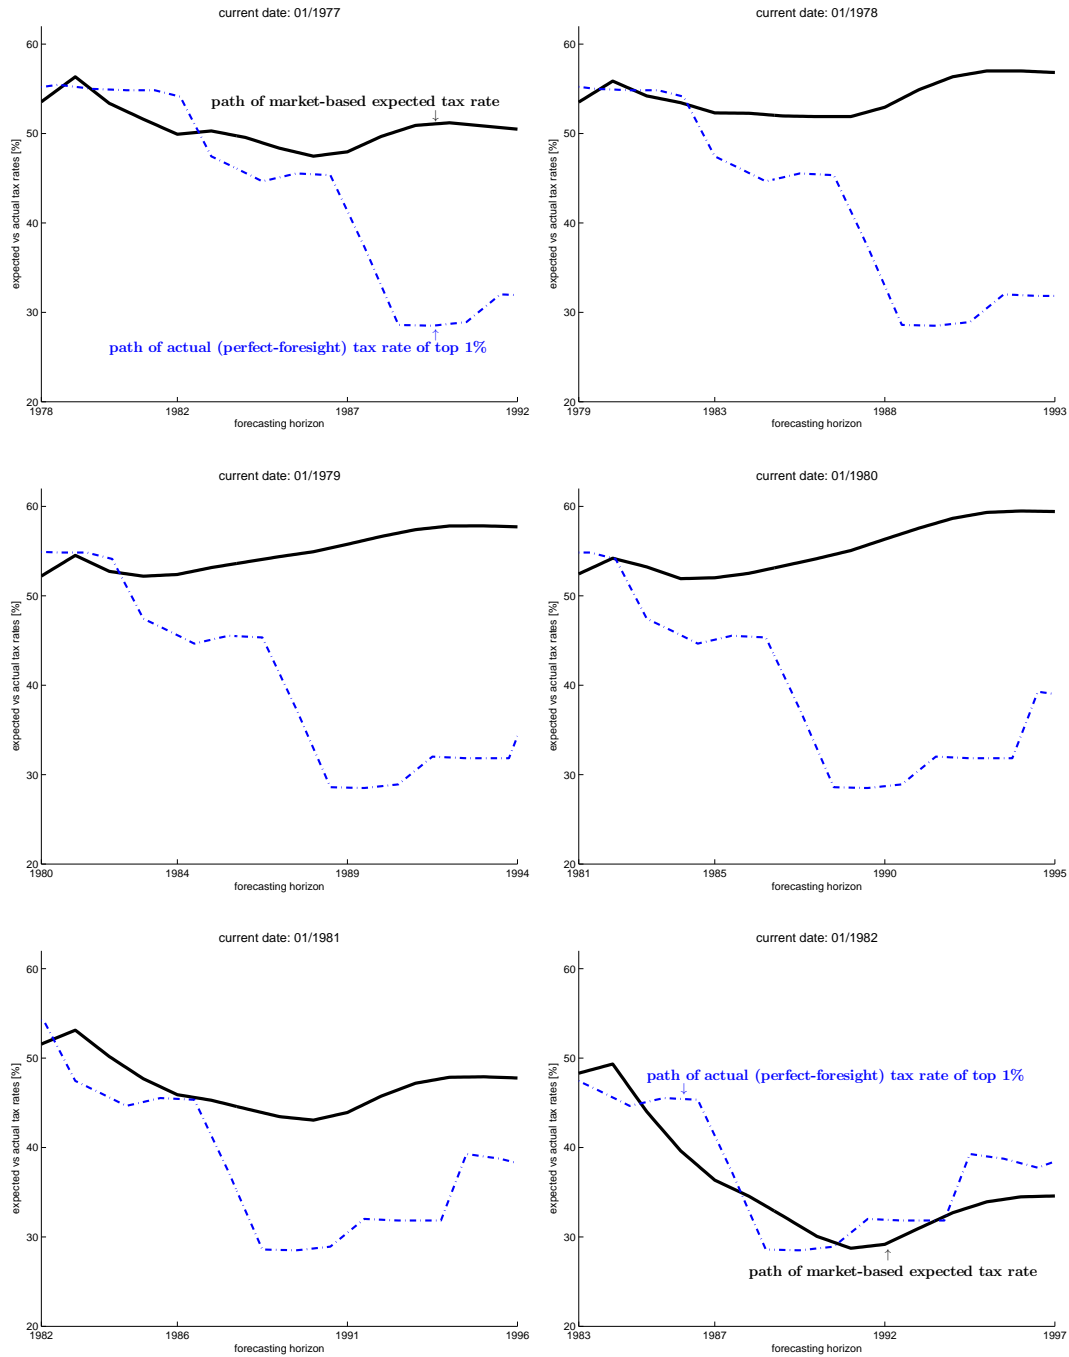 current date: 01/1977
60
50
40
30
20
expected vs actual tax rates [%]
path of market-based expected tax rate
↓
↑
path of actual (perfect-foresight) tax rate of top 1%
1978
1982
1987
1992
forecasting horizon
current date: 01/1978
60
50
40
30
20
expected vs actual tax rates [%]
1979
1983
1988
1993
forecasting horizon
current date: 01/1979
60
50
40
30
20
expected vs actual tax rates [%]
1980
1984
1989
1994
forecasting horizon
current date: 01/1980
60
50
40
30
20
expected vs actual tax rates [%]
1981
1985
1990
1995
forecasting horizon
current date: 01/1981
60
50
40
30
20
expected vs actual tax rates [%]
1982
1986
1991
1996
forecasting horizon
current date: 01/1982
60
50
40
30
20
expected vs actual tax rates [%]
path of actual (perfect-foresight) tax rate of top 1%
↓
↑
path of market-based expected tax rate
1983
1987
1992
1997
forecasting horizon